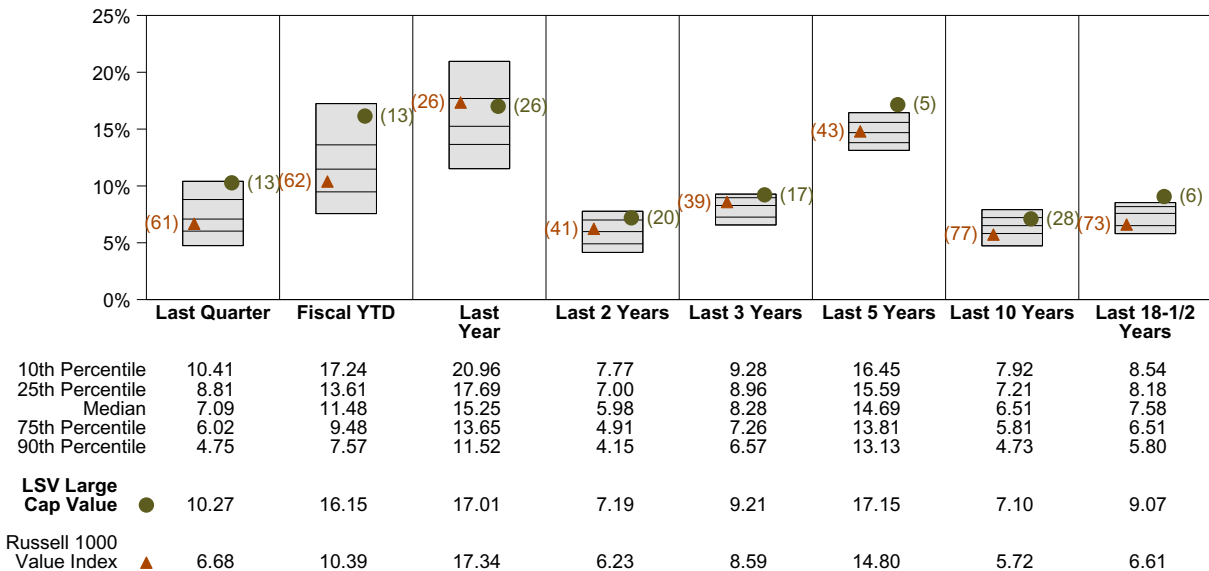 25%
20%
15%
10%
5%
0%
(61) (13)
(62) (13)
(26) (26)
(41) (20)
(39) (17)
(43) (5)
(77) (28)
(73) (6)
Last Quarter Fiscal YTD Last Last 2 Years Last 3 Years Last 5 Years Last 10 Years Last 18-1/2
Year Years
10th Percentile 10.41 17.24 20.96 7.77 9.28 16.45 7.92 8.54
25th Percentile 8.81 13.61 17.69 7.00 8.96 15.59 7.21 8.18
Median 7.09 11.48 15.25 5.98 8.28 14.69 6.51 7.58
75th Percentile 6.02 9.48 13.65 4.91 7.26 13.81 5.81 6.51
90th Percentile 4.75 7.57 11.52 4.15 6.57 13.13 4.73 5.80
LSV Large
Cap Value 10.27 16.15 17.01 7.19 9.21 17.15 7.10 9.07
Russell 1000
Value Index 6.68 10.39 17.34 6.23 8.59 14.80 5.72 6.61